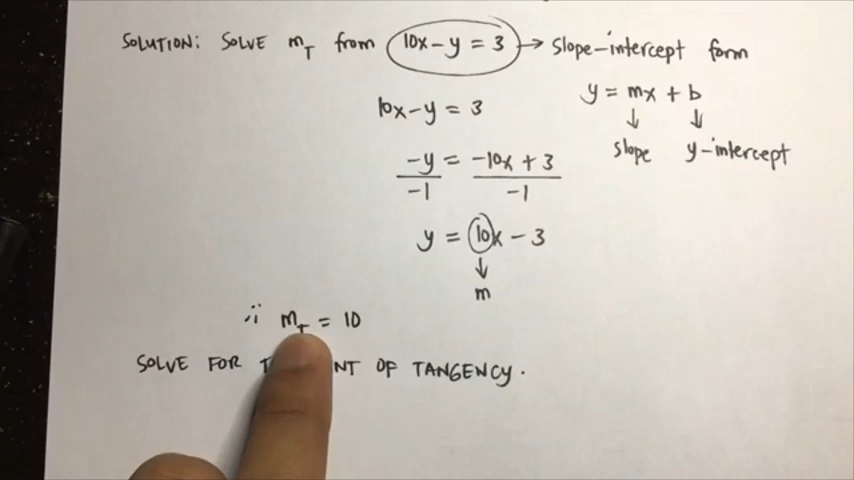 SOLUTION: SOLVE m_T from 10x-y = 3 → slope-intercept form
y = mx + b
10x-y = 3
↓ ↓
slope y-intercept
-y = -10x + 3
-1 -1
y = 10x - 3
↓
m
∴ m_T = 10
SOLVE FOR OF TANGENCY.